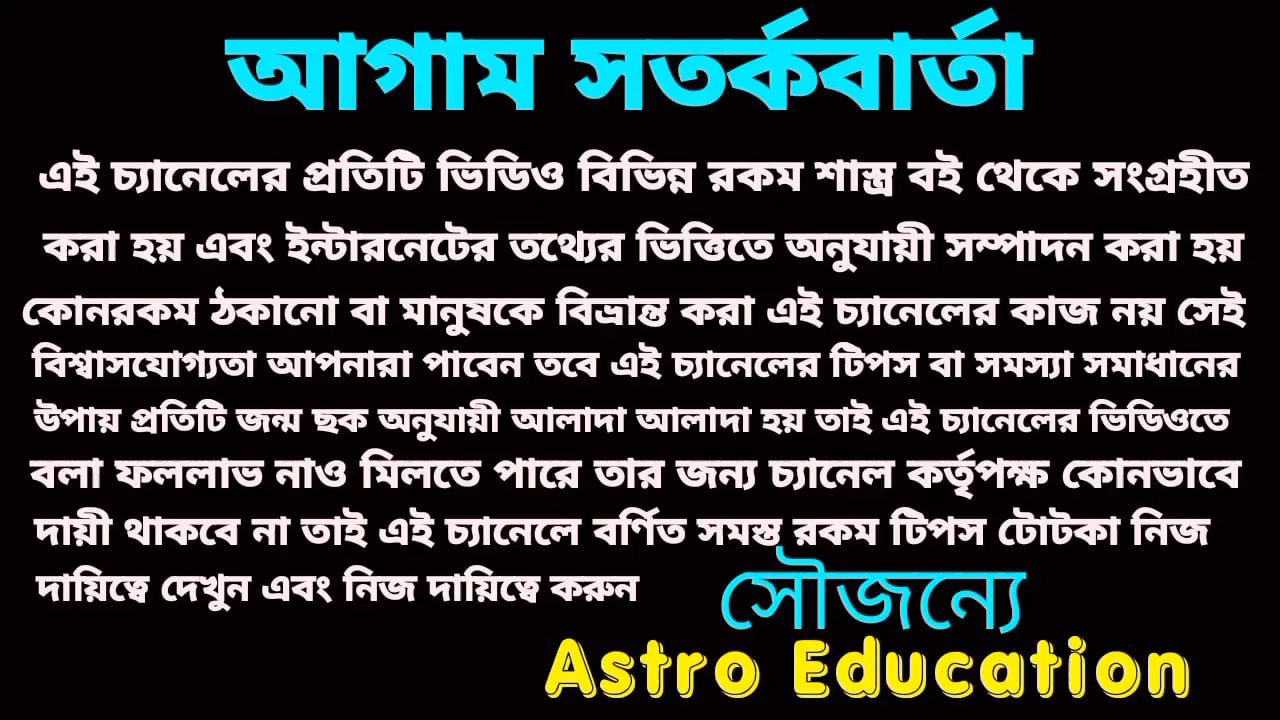 আগাম সতর্কবার্তা
এই চ্যানেলের প্রতিটি ভিডিও বিভিন্ন রকম শাস্ত্র বই থেকে সংগ্রহীত
করা হয় এবং ইন্টারনেটের তথ্যের ভিত্তিতে অনুযায়ী সম্পাদন করা হয়
কোনরকম ঠকানো বা মানুষকে বিভ্রান্ত করা এই চ্যানেলের কাজ নয় সেই
বিশ্বাসযোগ্যতা আপনারা পাবেন তবে এই চ্যানেলের টিপস বা সমস্যা সমাধানের
উপায় প্রতিটি জন্ম ছক অনুযায়ী আলাদা আলাদা হয় তাই এই চ্যানেলের ভিডিওতে
বলা ফললাভ নাও মিলতে পারে তার জন্য চ্যানেল কর্তৃপক্ষ কোনভাবে
দায়ী থাকবে না তাই এই চ্যানেলে বর্ণিত সমস্ত রকম টিপস টোটকা নিজ
দায়িত্বে দেখুন এবং নিজ দায়িত্বে করুন
সৌজন্যে
Astro Education